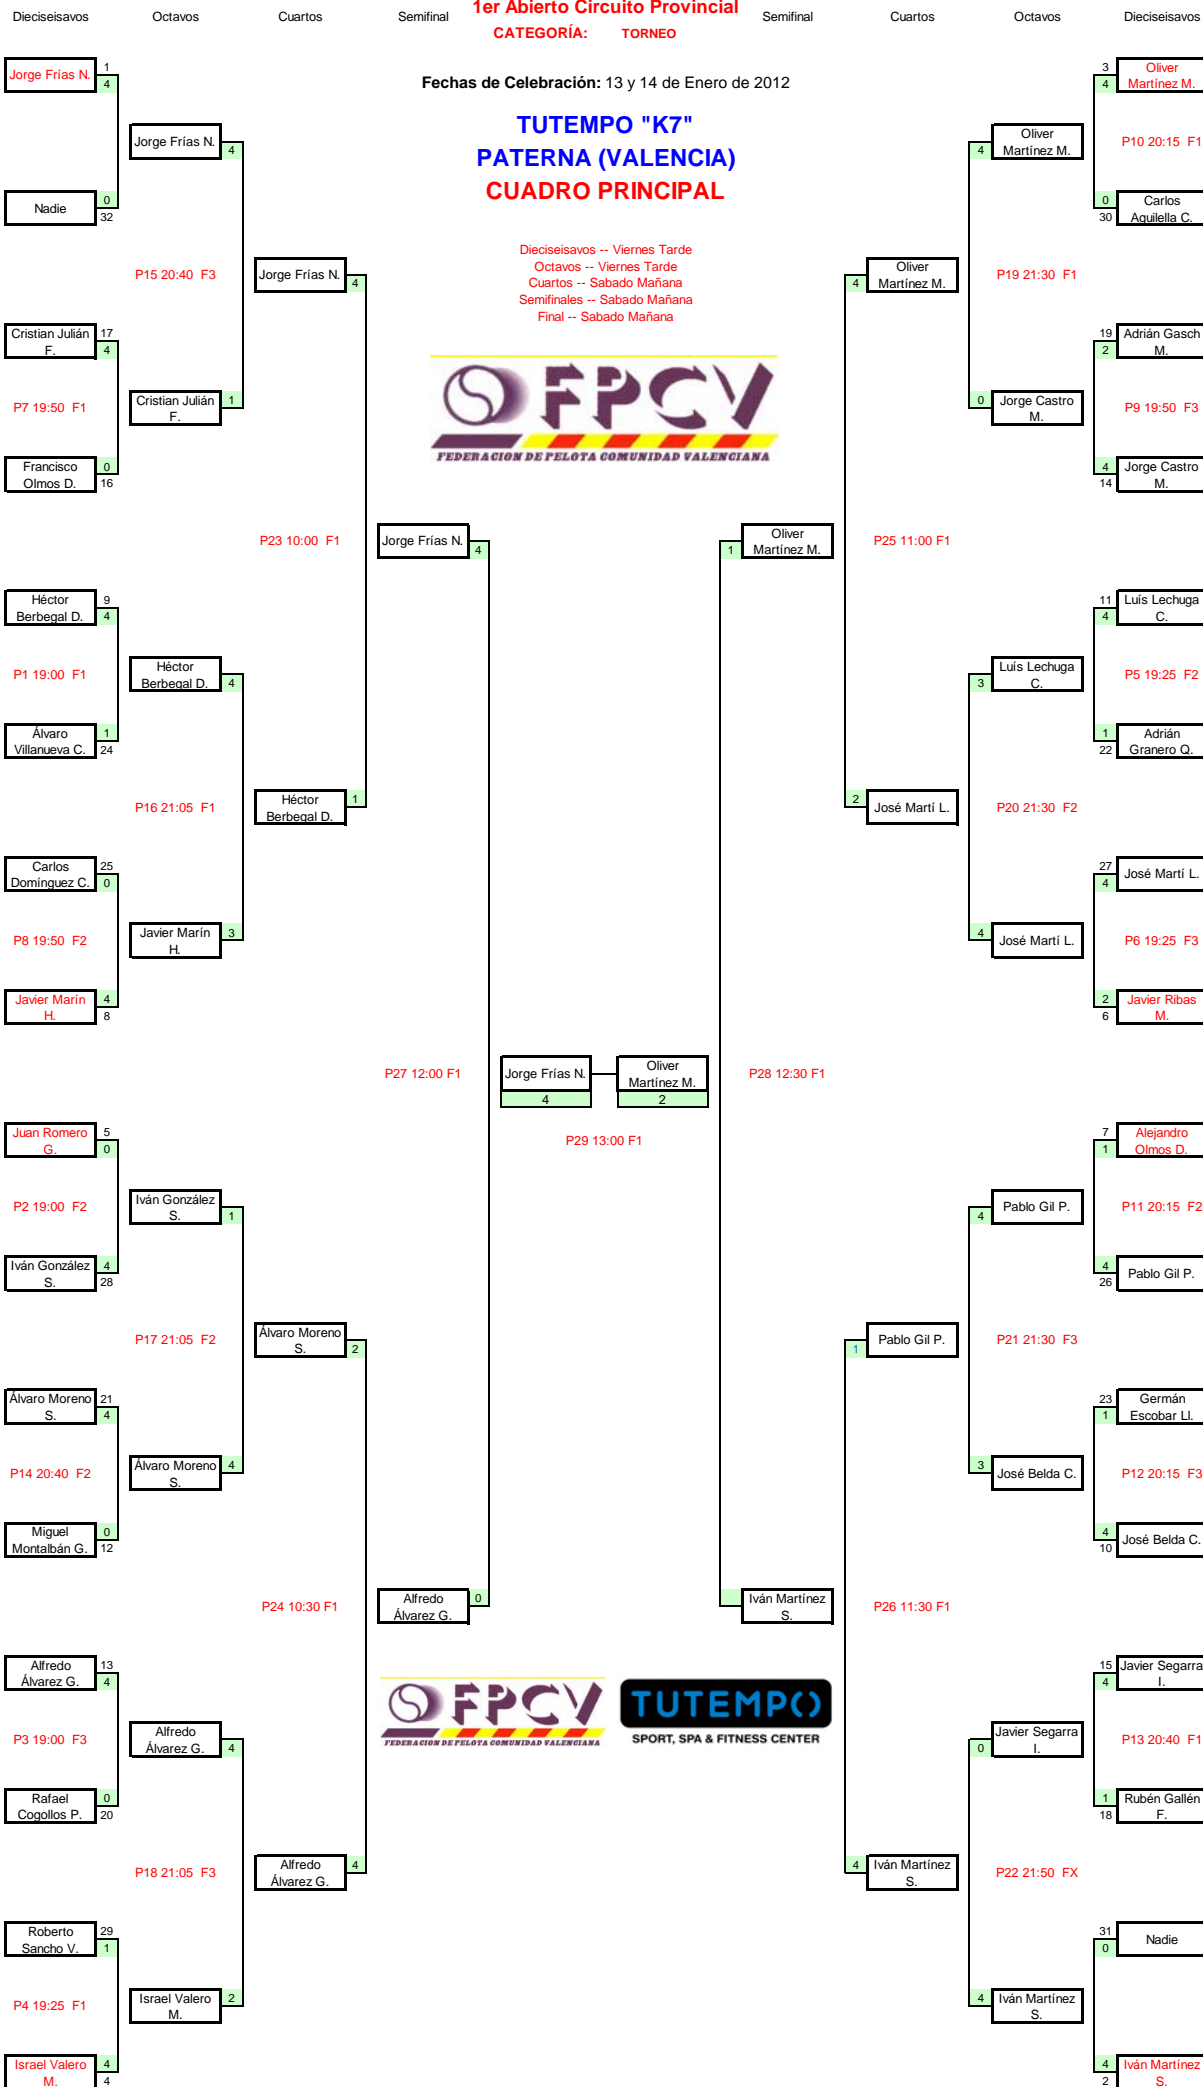 1er Abierto Circuito Provincial
Dieciseisavos Octavos Cuartos Semifinal Semifinal Cuartos Octavos Dieciseisavos
CATEGORÍA: TORNEO
Fechas de Celebración: 13 y 14 de Enero de 2012
TUTEMPO "K7"
PATERNA (VALENCIA)
CUADRO PRINCIPAL
Dieciseisavos -- Viernes Tarde
Octavos -- Viernes Tarde
Cuartos -- Sabado Mañana
Semifinales -- Sabado Mañana
Final -- Sabado Mañana
FPCV
FEDERACION DE PELOTA COMUNIDAD VALENCIANA
Jorge Frías N. 1
4
Nadie 0
32
Cristian Julián 17
F. 4
P7 19:50 F1
Francisco 0
Olmos D. 16
Héctor 9
Berbegal D. 4
P1 19:00 F1
Álvaro 1
Villanueva C. 24
Carlos 25
Domínguez C. 0
P8 19:50 F2
Javier Marín 4
H. 8
Juan Romero 5
G. 0
P2 19:00 F2
Iván González 4
S. 28
Álvaro Moreno 21
S. 4
P14 20:40 F2
Miguel 0
Montalbán G. 12
Alfredo 13
Álvarez G. 4
P3 19:00 F3
Rafael 0
Cogollos P. 20
Roberto 29
Sancho V. 1
P4 19:25 F1
Israel Valero 4
M. 4
Jorge Frías N. 4
P15 20:40 F3
Cristian Julián 1
F.
Héctor
Berbegal D. 4
P16 21:05 F1
Javier Marín 3
H.
Iván González
S. 1
P17 21:05 F2
Álvaro Moreno 4
S.
Alfredo
Álvarez G. 4
P18 21:05 F3
Israel Valero 2
M.
Jorge Frías N. 4
P23 10:00 F1
Héctor 1
Berbegal D.
Álvaro Moreno
S. 2
P24 10:30 F1
Alfredo 4
Álvarez G.
Jorge Frías N. 4
P27 12:00 F1
Alfredo 0
Álvarez G.
Jorge Frías N.
4
Oliver
Martínez M.
2
P29 13:00 F1
FPCV
FEDERACION DE PELOTA COMUNIDAD VALENCIANA
TUTEMPO
SPORT, SPA & FITNESS CENTER
Oliver
1 Martínez M.
P28 12:30 F1
Iván Martínez
S.
Oliver
4 Martínez M.
P25 11:00 F1
2 José Martí L.
Pablo Gil P.
1
P26 11:30 F1
4 Iván Martínez
S.
Oliver
4 Martínez M.
P19 21:30 F1
0 Jorge Castro
M.
Luís Lechuga
3 C.
P20 21:30 F2
4 José Martí L.
4 Pablo Gil P.
P21 21:30 F3
3 José Belda C.
Javier Segarra
0 I.
P22 21:50 FX
4 Iván Martínez
S.
3 Oliver
4 Martínez M.
P10 20:15 F1
0 Carlos
30 Aguilella C.
19 Adrián Gasch
2 M.
P9 19:50 F3
4 Jorge Castro
14 M.
11 Luís Lechuga
4 C.
P5 19:25 F2
1 Adrián
22 Granero Q.
27 José Martí L.
4
P6 19:25 F3
2 Javier Ribas
6 M.
7 Alejandro
1 Olmos D.
P11 20:15 F2
4 Pablo Gil P.
26
23 Germán
1 Escobar Ll.
P12 20:15 F3
4 José Belda C.
10
15 Javier Segarra
4 I.
P13 20:40 F1
1 Rubén Gallén
18 F.
31 Nadie
0
4 Iván Martínez
2 S.